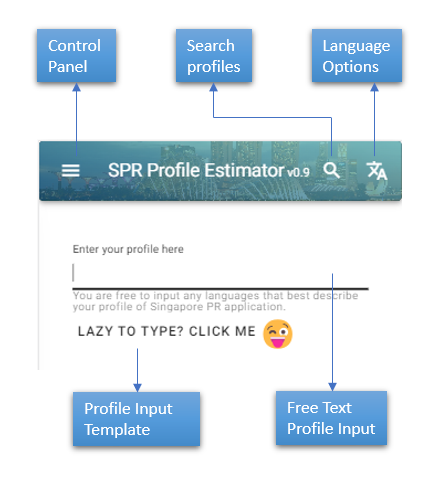 Control
Panel
Search
profiles
Language
Options
SPR Profile Estimator v0.9
Enter your profile here
You are free to input any languages that best describe
your profile of Singapore PR application.
LAZY TO TYPE? CLICK ME
Profile Input
Template
Free Text
Profile Input